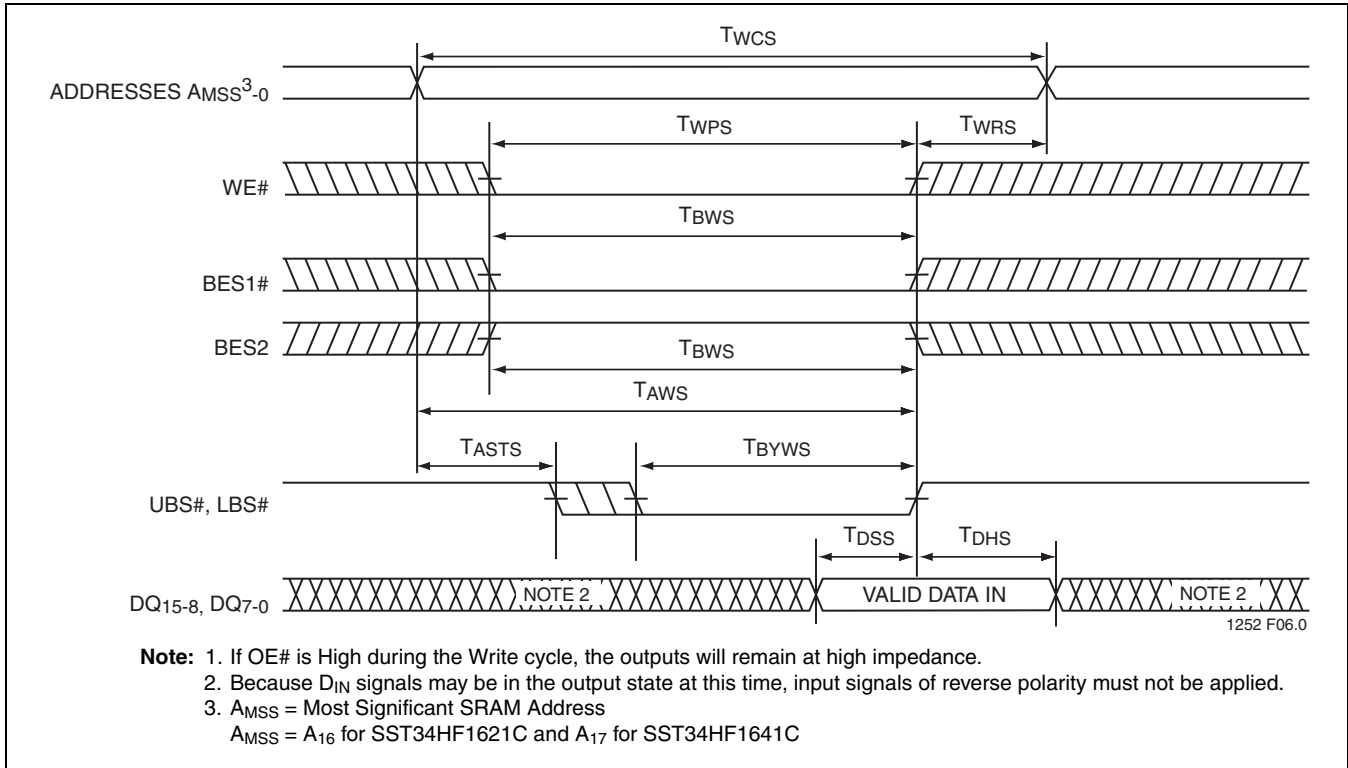 TWCS
ADDRESSES AMSS3-0
TWPS
TWRS
WE#
TBWS
BES1#
BES2
TBWS
TAWS
TASTS
TBYWS
UBS#, LBS#
TDSS
TDHS
DQ15-8, DQ7-0
NOTE 2
VALID DATA IN
NOTE 2
1252 F06.0
Note: 1. If OE# is High during the Write cycle, the outputs will remain at high impedance.
2. Because DIN signals may be in the output state at this time, input signals of reverse polarity must not be applied.
3. AMSS = Most Significant SRAM Address
AMSS = A16 for SST34HF1621C and A17 for SST34HF1641C